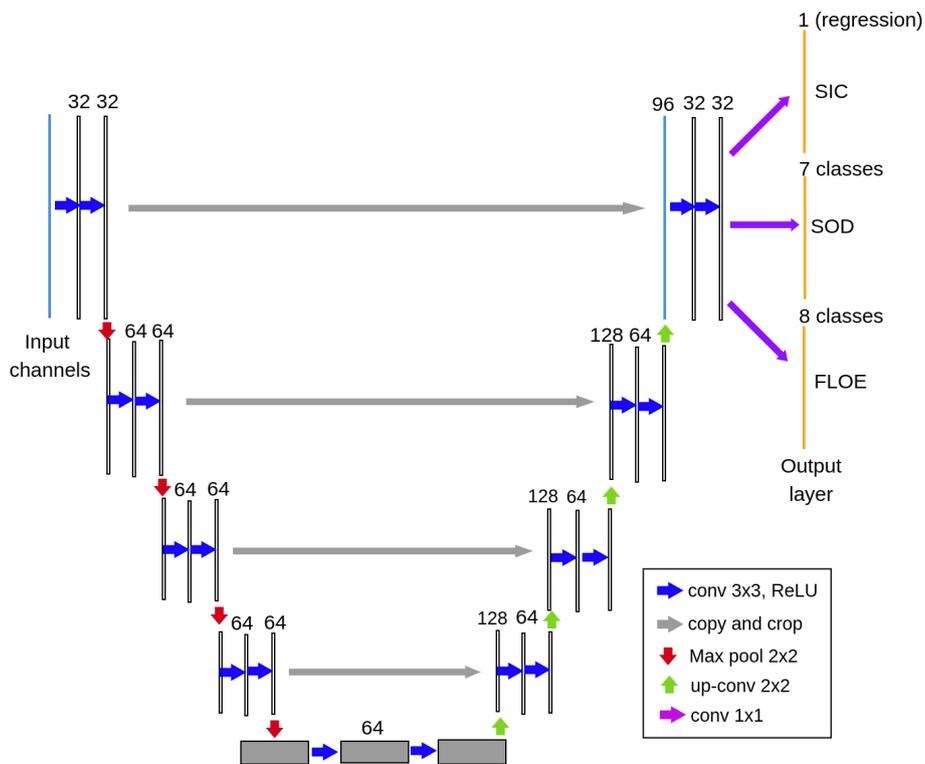 1 (regression)
SIC
32 32
96 32 32
7 classes
SOD
8 classes
Input
channels
64 64
128 64
FLOE
Output
layer
64 64
128 64
64 64
128 64
64
conv 3x3, ReLU
copy and crop
Max pool 2x2
up-conv 2x2
conv 1x1